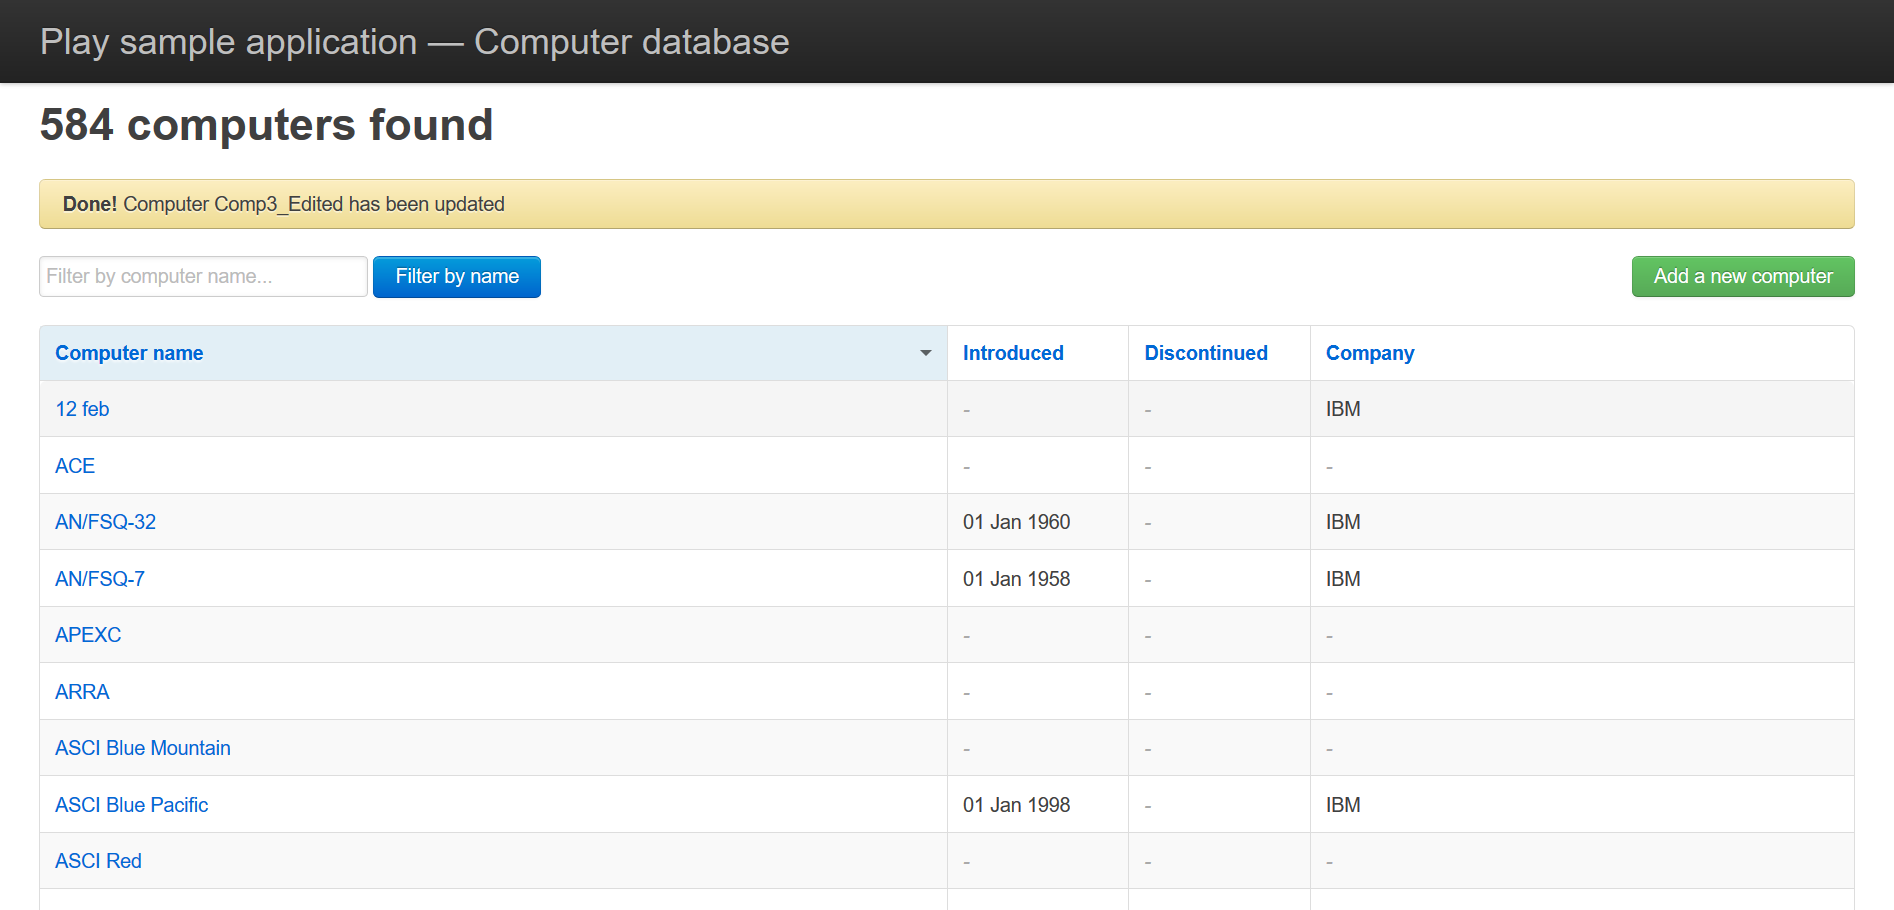 Play sample application — Computer database
584 computers found
Done! Computer Comp3_Edited has been updated
Filter by computer name... Filter by name Add a new computer
Computer name Introduced Discontinued Company
12 feb - - IBM
ACE - - -
AN/FSQ-32 01 Jan 1960 - IBM
AN/FSQ-7 01 Jan 1958 - IBM
APEXC - - -
ARRA - - -
ASCI Blue Mountain - - -
ASCI Blue Pacific 01 Jan 1998 - IBM
ASCI Red - - -